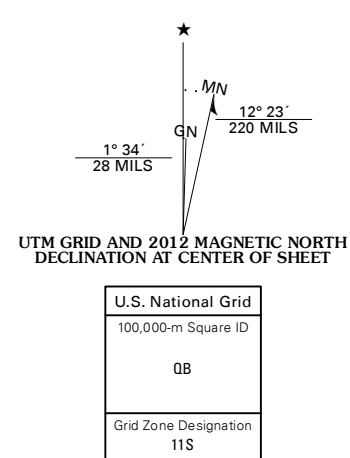 ★
MN
GN
12° 23´
220 MILS
1° 34´
28 MILS
UTM GRID AND 2012 MAGNETIC NORTH
DECLINATION AT CENTER OF SHEET
U.S. National Grid
100,000-m Square ID
QB
Grid Zone Designation
11S